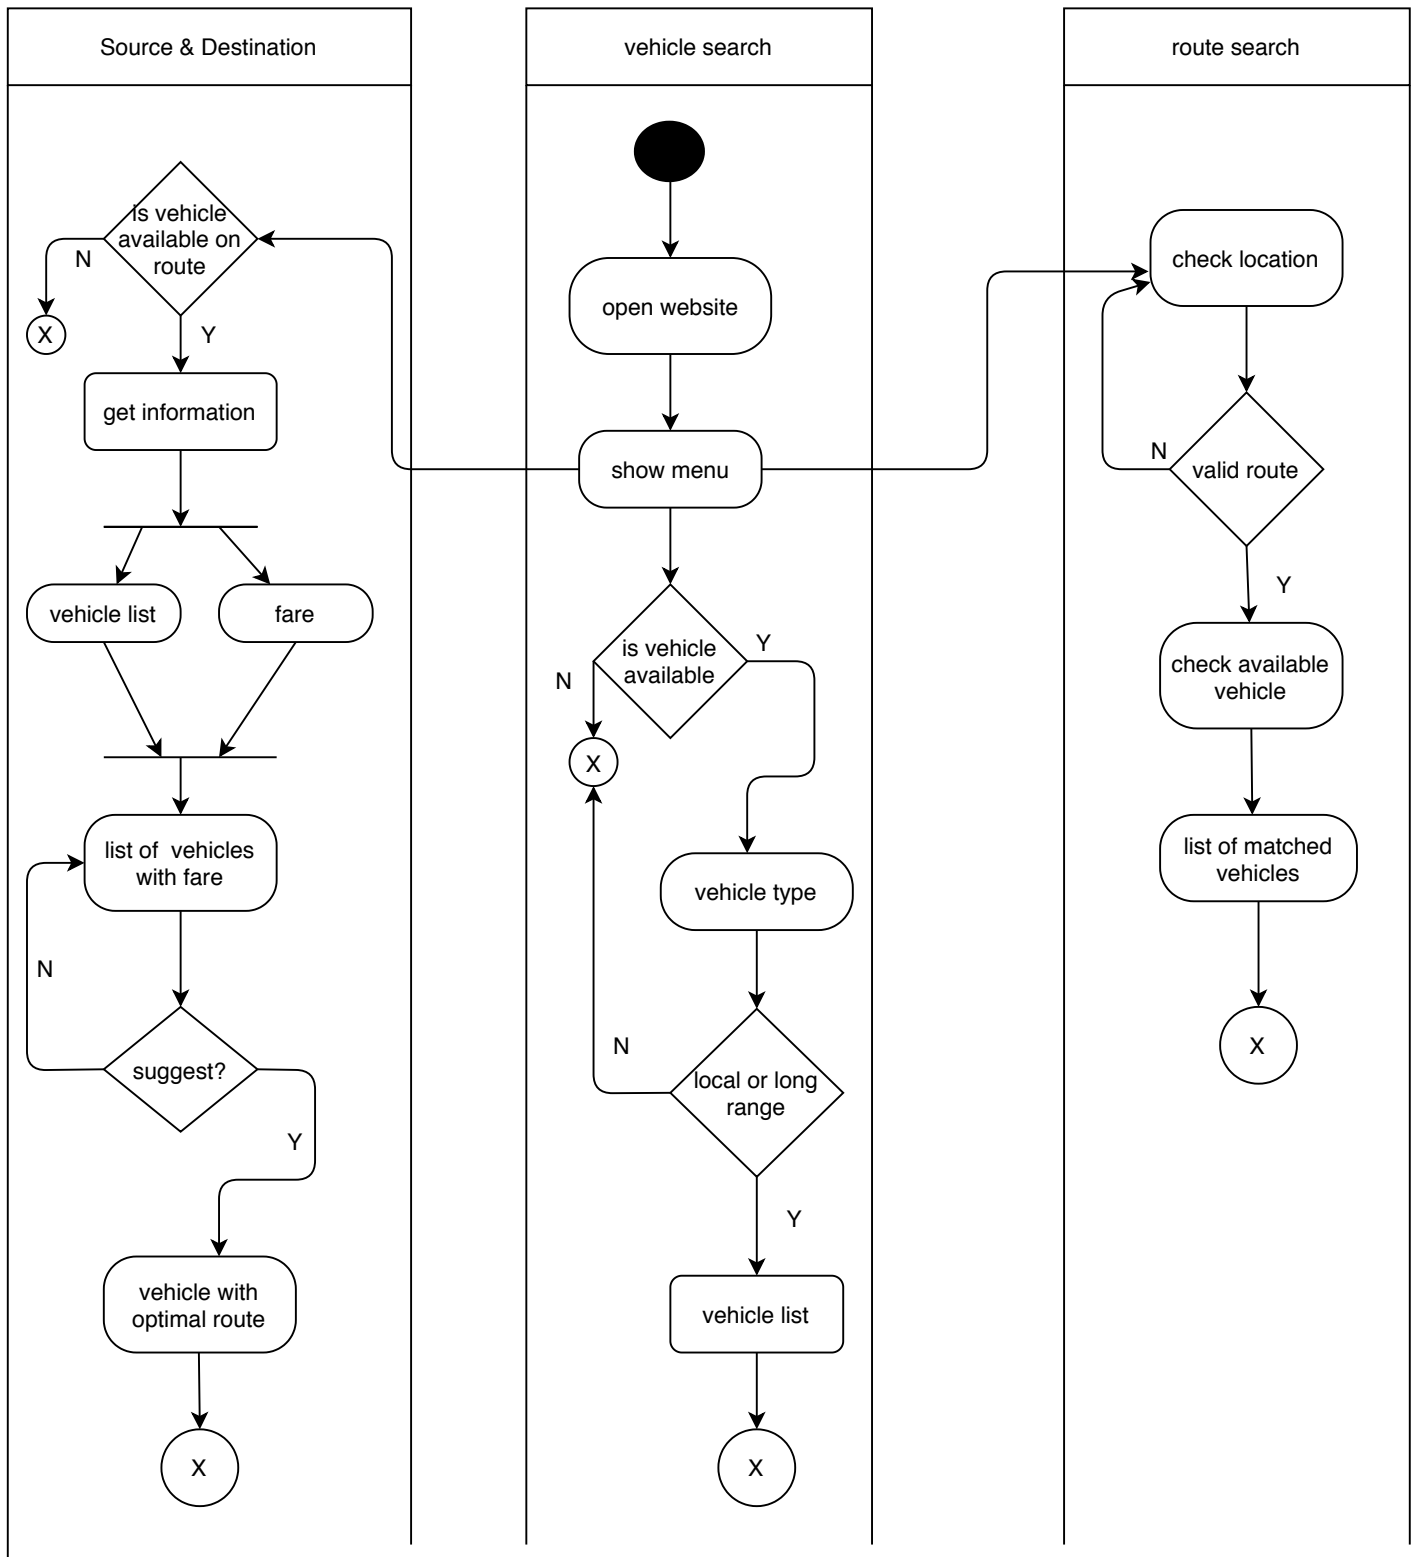 Source & Destination
is vehicle
available on
route
N
X
Y
get information
vehicle list
fare
list of  vehicles
with fare
N
suggest?
Y
vehicle with
optimal route
X
vehicle search
open website
show menu
is vehicle
available
Y
N
X
vehicle type
N
local or long
range
Y
vehicle list
X
route search
check location
N
valid route
Y
check available
vehicle
list of matched
vehicles
X